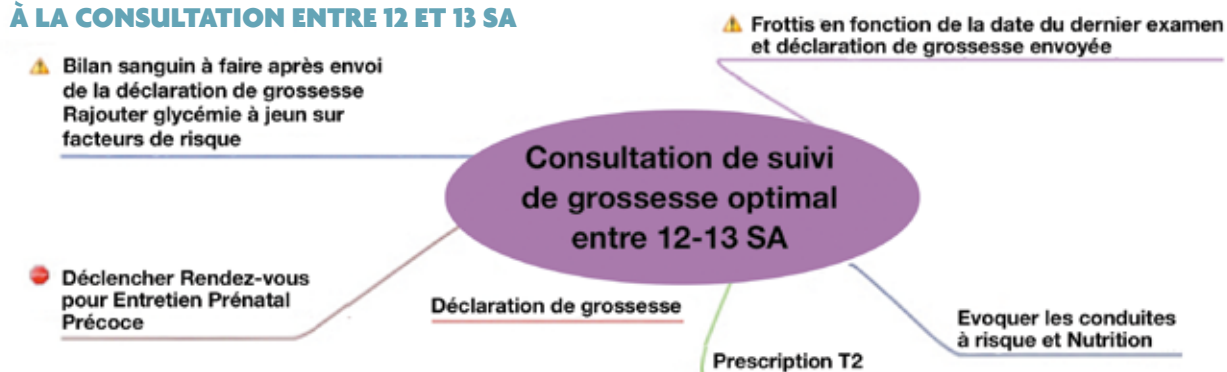 À LA CONSULTATION ENTRE 12 ET 13 SA
Frottis en fonction de la date du dernier examen
et déclaration de grossesse envoyée
Bilan sanguin à faire après envoi
de la déclaration de grossesse
Rajouter glycémie à jeun sur
facteurs de risque
Consultation de suivi
de grossesse optimal
entre 12-13 SA
Déclencher Rendez-vous
pour Entretien Prénatal
Précoce
Déclaration de grossesse
Evoquer les conduites
à risque et Nutrition
Prescription T2